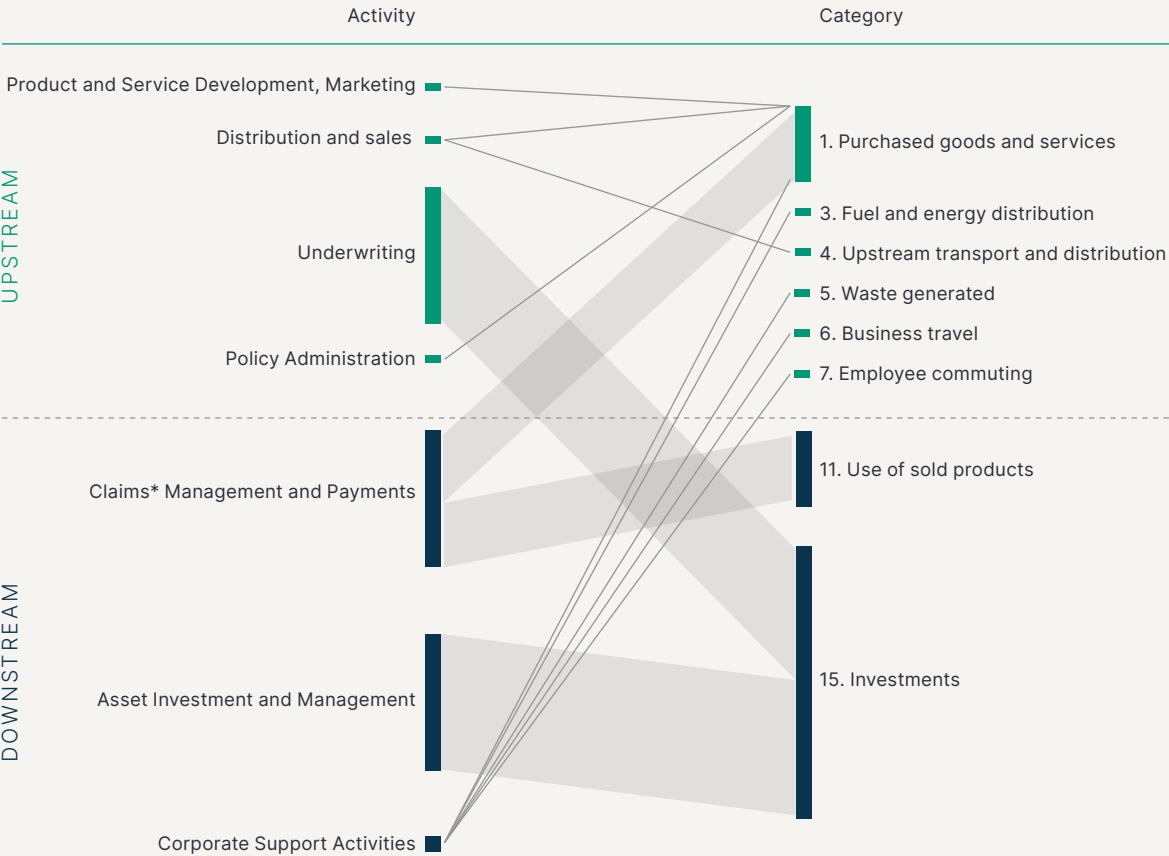 Activity
Category
UPSTREAM
Product and Service Development, Marketing
Distribution and sales
Underwriting
Policy Administration
1. Purchased goods and services
3. Fuel and energy distribution
4. Upstream transport and distribution
5. Waste generated
6. Business travel
7. Employee commuting
DOWNSTREAM
Claims* Management and Payments
Asset Investment and Management
Corporate Support Activities
11. Use of sold products
15. Investments